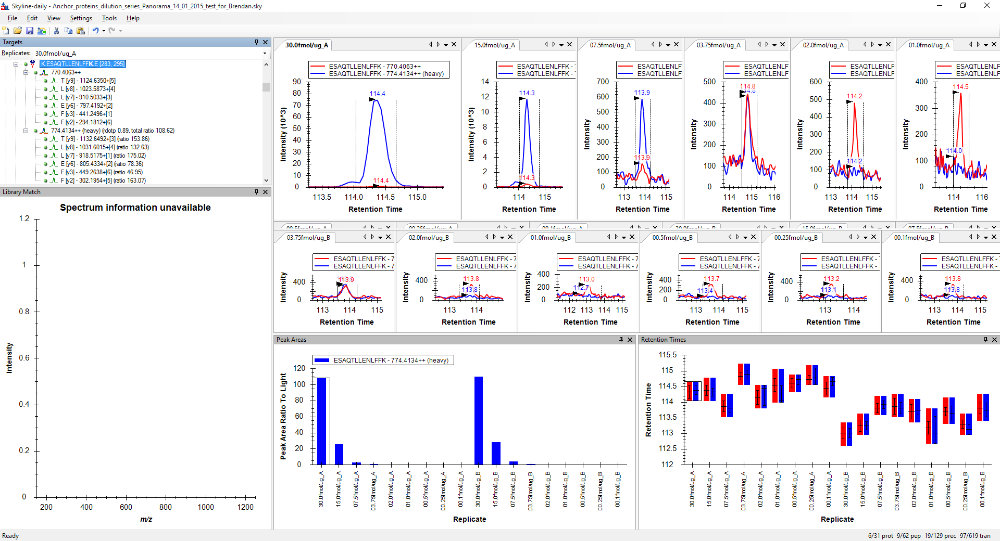 Skyline-daily - Anchor_proteins_dilution_series_Panorama_14_01_2015_test_for_Brendan.sky
File Edit View Settings Tools Help
Targets
Replicates: 30.0fmol/ug_A
K.ESAQTLLENLFFK.E [283, 295]
770.4063++
T [y9] - 1124.6350+[5]
L [y8] - 1023.5873+[4]
L [y7] - 910.5033+[3]
E [y6] - 797.4192+[2]
F [y3] - 441.2496+[1]
F [y2] - 294.1812+[6]
774.4134++ (heavy) (rdotp 0.89, total ratio 108.62)
T [y9] - 1132.6492+[3] (ratio 153.86)
L [y8] - 1031.6015+[4] (ratio 132.63)
L [y7] - 918.5175+[1] (ratio 175.02)
E [y6] - 805.4334+[2] (ratio 78.36)
F [y3] - 449.2638+[6] (ratio 46.95)
F [y2] - 302.1954+[5] (ratio 163.07)
Library Match
Spectrum information unavailable
Intensity
1.2
1
0.8
0.6
0.4
0.2
0
200 400 600 800 1000 1200
m/z
30.0fmol/ug_A
ESAQTLLENLFFK - 770.4063++
ESAQTLLENLFFK - 774.4134++ (heavy)
Intensity (10^3)
90
80
70
60
50
40
30
20
10
0
114.4
114.4
113.5 114.0 114.5 115.0
Retention Time
15.0fmol/ug_A
ESAQTLLENLFFK - 7
ESAQTLLENLFFK - 7
Intensity (10^3)
14
12
10
8
6
4
2
0
114.3
114.3
114 115
Retention Time
07.5fmol/ug_A
ESAQTLLENLF
ESAQTLLENLF
Intensity
700
600
500
400
300
200
100
0
113.9
113.9
113 114 115
Retention Time
03.75fmol/ug_A
ESAQTLLENLF
ESAQTLLENLF
Intensity
500
400
300
200
100
0
114.8
114 115 116
Retention Time
02.0fmol/ug_A
ESAQTLLENLF
ESAQTLLENLF
Intensity
600
500
400
300
200
100
0
114.2
114.2
113 114 115
Retention Time
01.0fmol/ug_A
ESAQTLLENLF
ESAQTLLENLF
Intensity
400
300
200
100
0
114.5
114.0
114 116
Retention Time
00.5fmol/ug_A 00.25fmol/ug_A 00.1fmol/ug_A 30.0fmol/ug_B 15.0fmol/ug_B 07.5fmol/ug_B
03.75fmol/ug_B
ESAQTLLENLFFK - 7
ESAQTLLENLFFK - 7
Intensity
400
200
0
113.9
113 114 115
Retention Time
02.0fmol/ug_B
ESAQTLLENLFFK - 7
ESAQTLLENLFFK - 7
Intensity
400
0
113.8
113.8
113 114
Retention Time
01.0fmol/ug_B
ESAQTLLENLFFK - 7
ESAQTLLENLFFK - 7
Intensity
400
200
0
113.0
112.7
112 113 114 115
Retention Time
00.5fmol/ug_B
ESAQTLLENLFFK - 7
ESAQTLLENLFFK - 7
Intensity
400
200
0
113.7
113.4
113 114 115
Retention Time
00.25fmol/ug_B
ESAQTLLENLFFK -
ESAQTLLENLFFK -
Intensity
400
0
113.2
113.1
113 114
Retention Time
00.1fmol/ug_B
ESAQTLLENLFFK - 7
ESAQTLLENLFFK - 7
Intensity
400
0
113.8
113.8
113 114 115
Retention Time
Peak Areas
ESAQTLLENLFFK - 774.4134++ (heavy)
Peak Area Ratio To Light
120
100
80
60
40
20
0
30.0fmol/ug_A 15.0fmol/ug_A 07.5fmol/ug_A 03.75fmol/ug_A 02.0fmol/ug_A 01.0fmol/ug_A 00.5fmol/ug_A 00.25fmol/ug_A 00.1fmol/ug_A 30.0fmol/ug_B 15.0fmol/ug_B 07.5fmol/ug_B 03.75fmol/ug_B 02.0fmol/ug_B 01.0fmol/ug_B 00.5fmol/ug_B 00.25fmol/ug_B 00.1fmol/ug_B
Replicate
Retention Times
Retention Time
115.5
115
114.5
114
113.5
113
112.5
112
30.0fmol/ug_A 15.0fmol/ug_A 07.5fmol/ug_A 03.75fmol/ug_A 02.0fmol/ug_A 01.0fmol/ug_A 00.5fmol/ug_A 00.25fmol/ug_A 00.1fmol/ug_A 30.0fmol/ug_B 15.0fmol/ug_B 07.5fmol/ug_B 03.75fmol/ug_B 02.0fmol/ug_B 01.0fmol/ug_B 00.5fmol/ug_B 00.25fmol/ug_B 00.1fmol/ug_B
Replicate
Ready
6/31 prot 9/62 pep 19/129 prec 97/619 tran